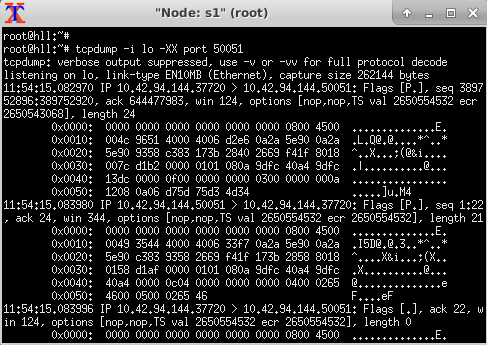 "Node: s1" (root)
root@hll:~#
root@hll:~# tcpdump -i lo -XX port 50051
tcpdump: verbose output suppressed, use -v or -vv for full protocol decode
listening on lo, link-type EN10MB (Ethernet), capture size 262144 bytes
11:54:15.082970 IP 10.42.94.144.37720 > 10.42.94.144.50051: Flags [P.], seq 3897
52896:389752920, ack 644477983, win 124, options [nop,nop,TS val 2650554532 ecr
2650543068], length 24
0x0000:  0000 0000 0000 0000 0000 0000 0800 4500  ..............E.
0x0010:  004c 9651 4000 4006 d2e6 0a2a 5e90 0a2a  .L.Q@.@....*^..*
0x0020:  5e90 9358 c383 173b 2840 2669 f41f 8018  ^..X...;(@&i....
0x0030:  007c d1b2 0000 0101 080a 9dfc 40a4 9dfc  .|..........@...
0x0040:  13dc 0000 0f00 0000 0000 0300 0000 000a  ................
0x0050:  1208 0a06 d75d 75d3 4d34  .....]u.M4
11:54:15.083980 IP 10.42.94.144.50051 > 10.42.94.144.37720: Flags [P.], seq 1:22
, ack 24, win 344, options [nop,nop,TS val 2650554532 ecr 2650554532], length 21
0x0000:  0000 0000 0000 0000 0000 0000 0800 4500  ..............E.
0x0010:  0049 3544 4000 4006 33f7 0a2a 5e90 0a2a  .I5D@.@.3..*^..*
0x0020:  5e90 c383 9358 2669 f41f 173b 2858 8018  ^....X&i...;(X..
0x0030:  0158 d1af 0000 0101 080a 9dfc 40a4 9dfc  .X..........@...
0x0040:  40a4 0000 0c04 0000 0000 0000 0400 0265  @..............e
0x0050:  4600 0500 0265 46  F....eF
11:54:15.083996 IP 10.42.94.144.37720 > 10.42.94.144.50051: Flags [.], ack 22, w
in 124, options [nop,nop,TS val 2650554532 ecr 2650554532], length 0
0x0000:  0000 0000 0000 0000 0000 0000 0800 4500  ..............E.